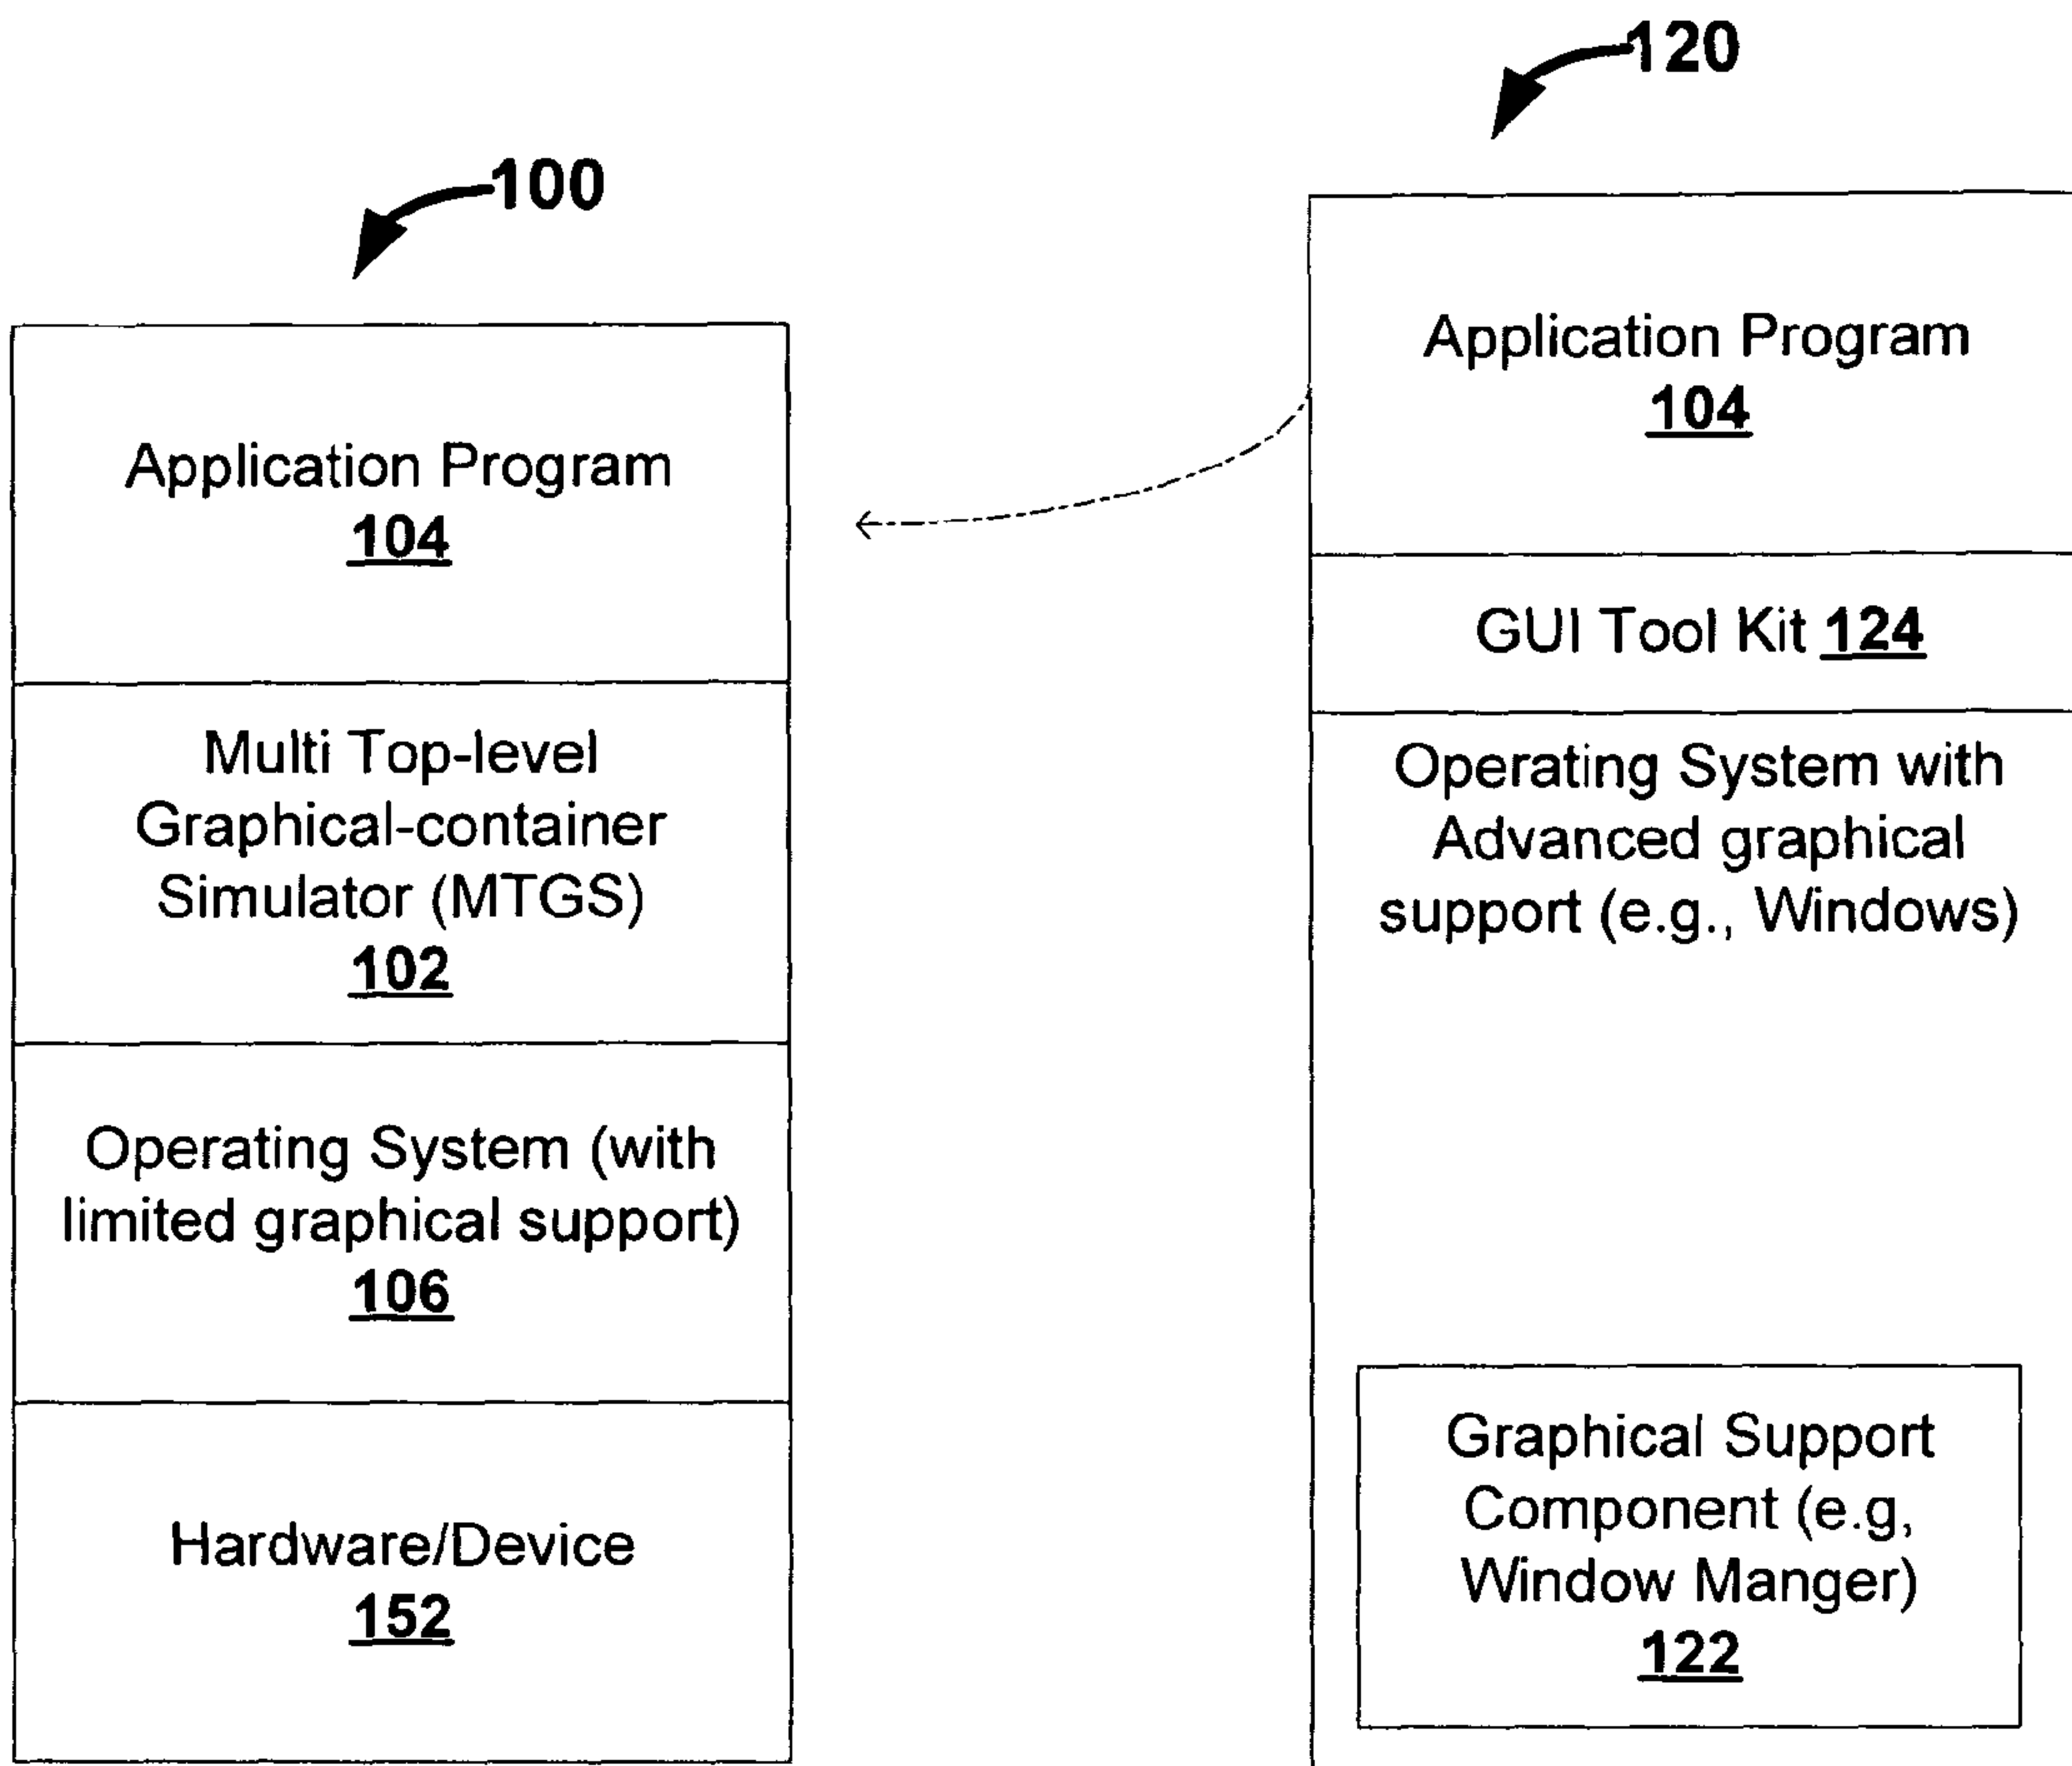 100
Application Program
104
Multi Top-level
Graphical-container
Simulator (MTGS)
102
Operating System (with
limited graphical support)
106
Hardware/Device
152
120
Application Program
104
GUI Tool Kit 124
Operating System with
Advanced graphical
support (e.g., Windows)
Graphical Support
Component (e.g,
Window Manger)
122